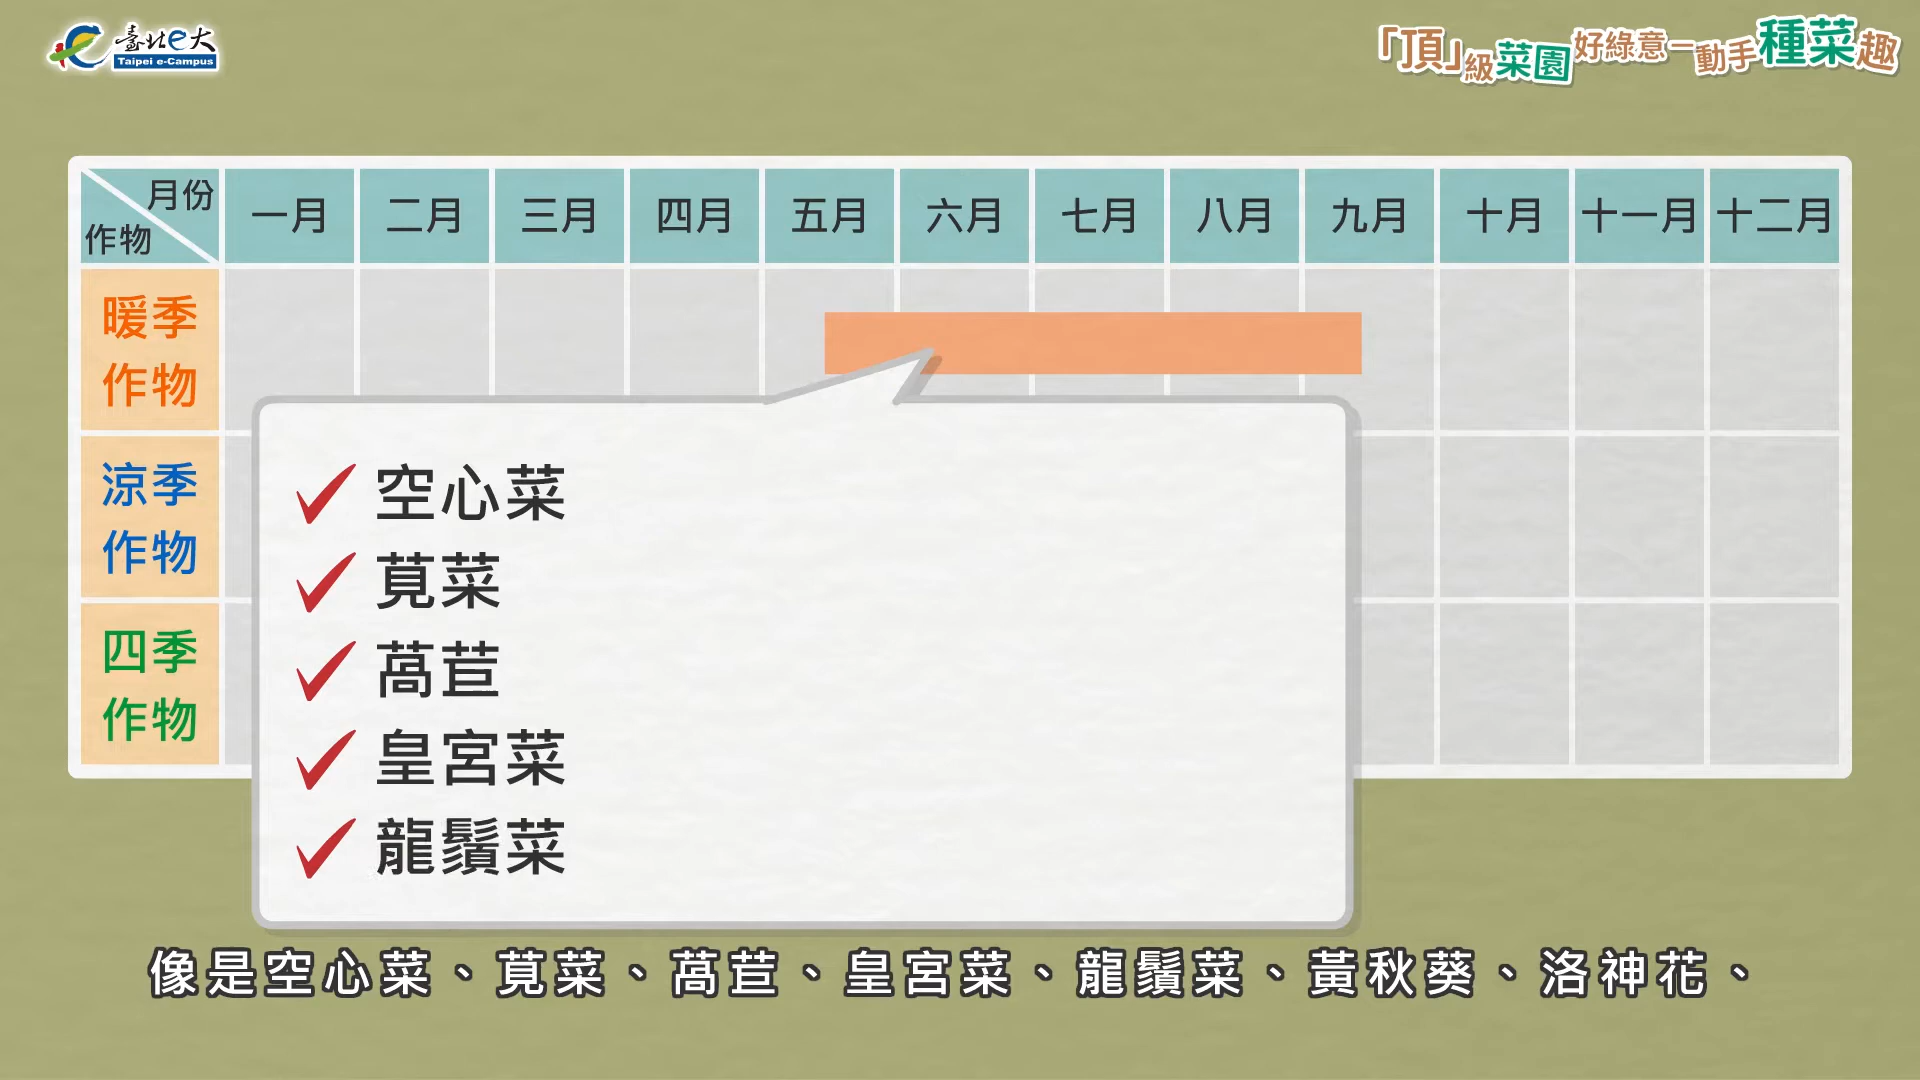 臺北e大
Taipei e-Campus
「頂」級菜園好綠意－動手種菜趣
月份
作物
一月 二月 三月 四月 五月 六月 七月 八月 九月 十月 十一月 十二月
暖季
作物
涼季
作物
四季
作物
空心菜
莧菜
萵苣
皇宮菜
龍鬚菜
像是空心菜、莧菜、萵苣、皇宮菜、龍鬚菜、黃秋葵、洛神花、